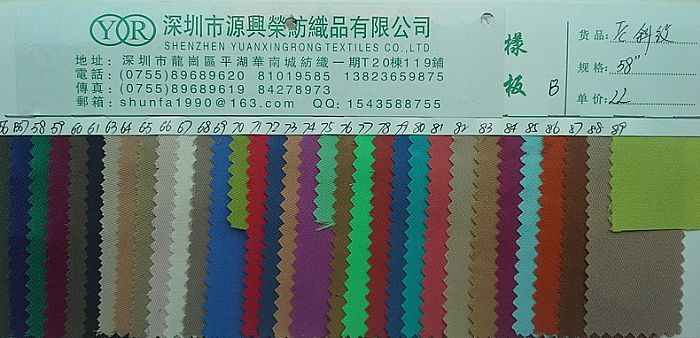 YXR 深圳市源興榮紡織品有限公司
SHENZHEN YUANXINGRONG TEXTILES CO.,LTD
地址: 深圳市龍崗區平湖華南城紡織一期T20棟119鋪
電話: (0755)89689620 81019585 13823659875
傳真: (0755)89689619 84278973
郵箱: shunfa1990@163.com QQ: 1543588755
樣板 B
货品: Tc 斜纹
规格: 58"
单价: 22
56 57 58 59 60 61 63 64 65 66 67 68 69 70 71 72 73 74 75 76 77 78 79 80 81 82 83 84 85 86 87 88 89